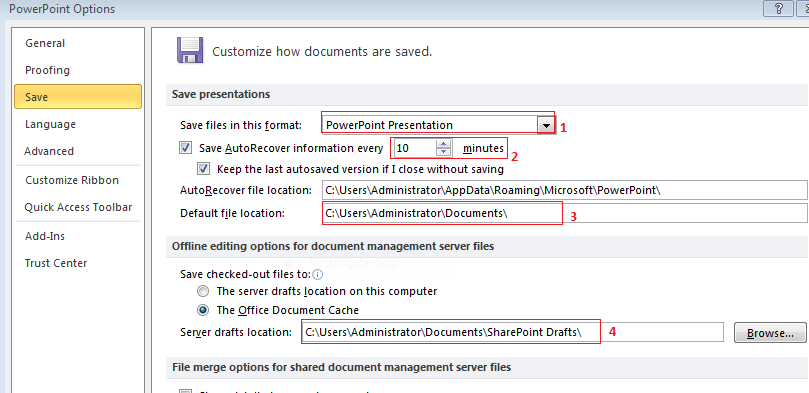 PowerPoint Options
General
Proofing
Save
Language
Advanced
Customize Ribbon
Quick Access Toolbar
Add-Ins
Trust Center
Customize how documents are saved.
Save presentations
Save files in this format: PowerPoint Presentation 1
Save AutoRecover information every 10 minutes 2
Keep the last autosaved version if I close without saving
AutoRecover file location: C:\Users\Administrator\AppData\Roaming\Microsoft\PowerPoint\
Default file location: C:\Users\Administrator\Documents\ 3
Offline editing options for document management server files
Save checked-out files to:
The server drafts location on this computer
The Office Document Cache
Server drafts location: C:\Users\Administrator\Documents\SharePoint Drafts\ 4 Browse...
File merge options for shared document management server files